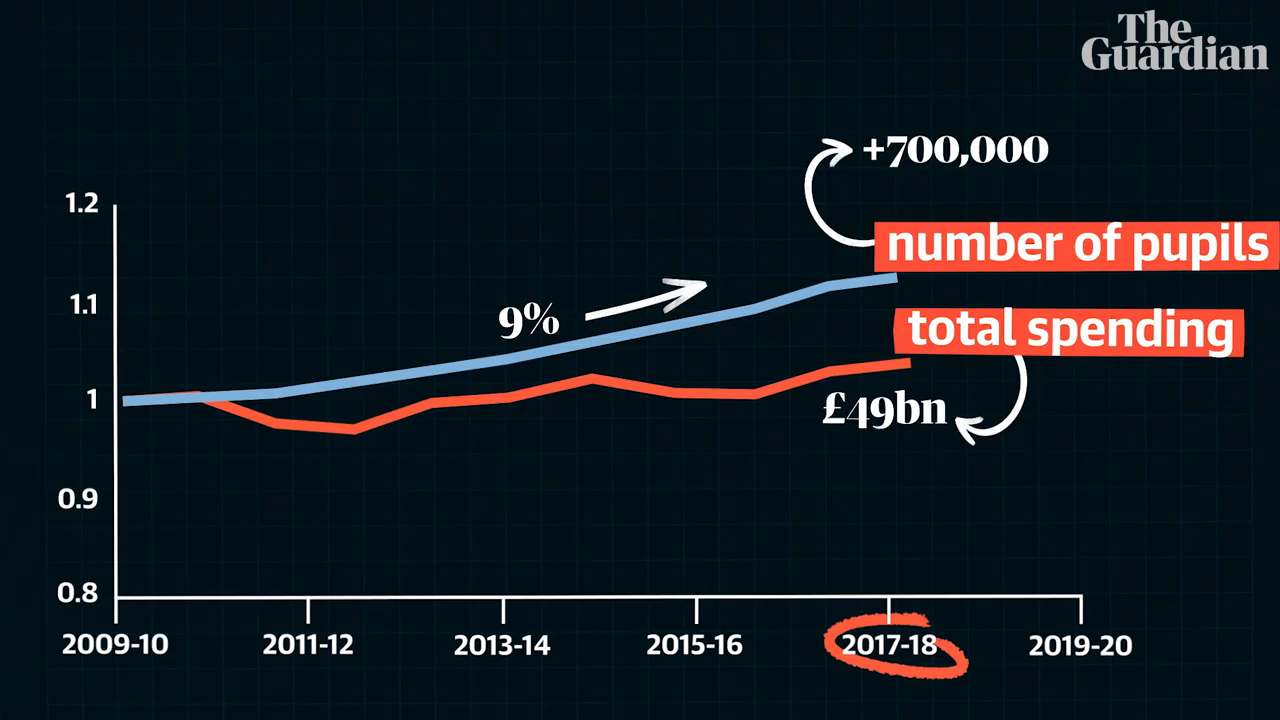 The
Guardian
+700,000
number of pupils
total spending
9%
£49bn
1.2
1.1
1
0.9
0.8
2009-10
2011-12
2013-14
2015-16
2017-18
2019-20